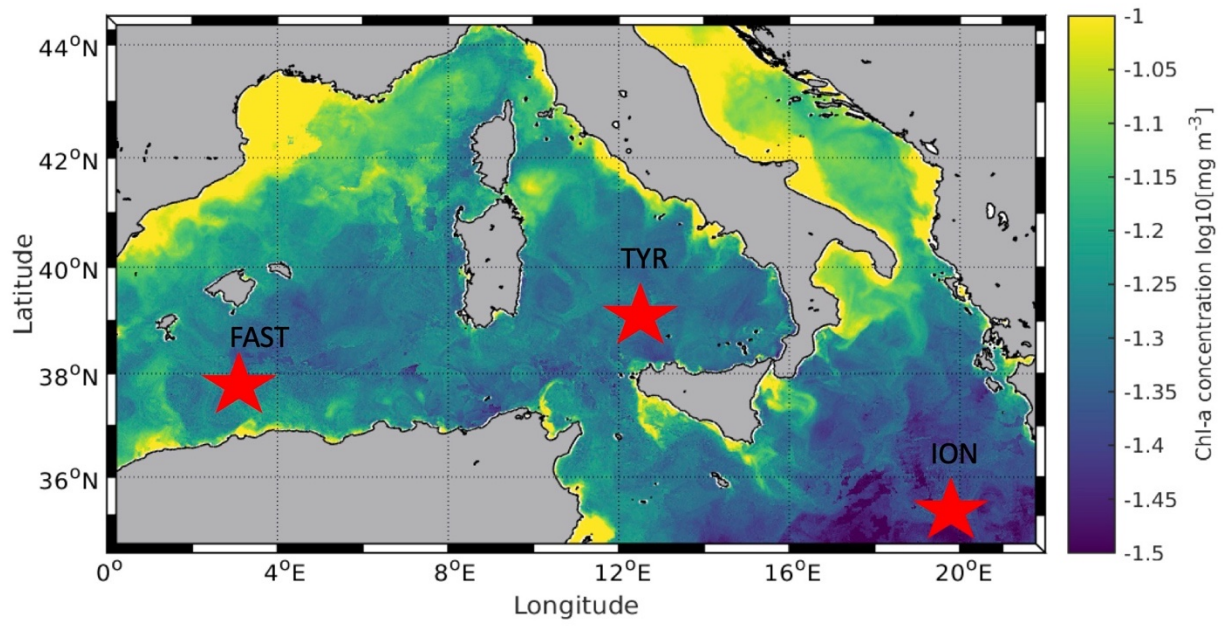 44°N
42°N
40°N
38°N
36°N
Latitude
0°
4°E
8°E
12°E
16°E
20°E
Longitude
FAST
TYR
ION
-1
-1.05
-1.1
-1.15
-1.2
-1.25
-1.3
-1.35
-1.4
-1.45
-1.5
Chl-a concentration log10[mg m⁻³]